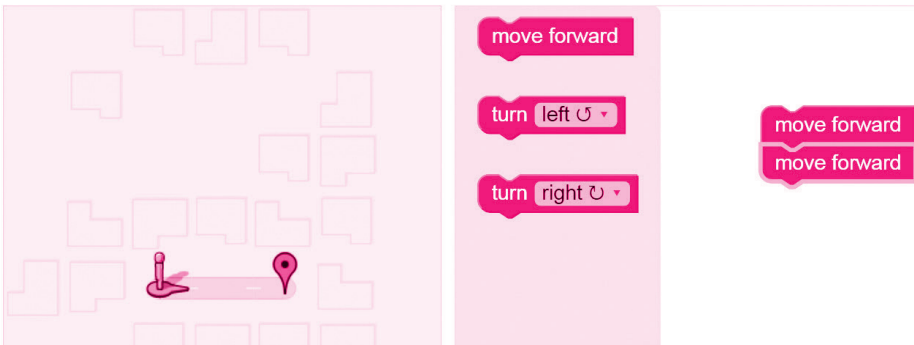 move forward
turn left ↺ ▾
turn right ↻ ▾
move forward
move forward